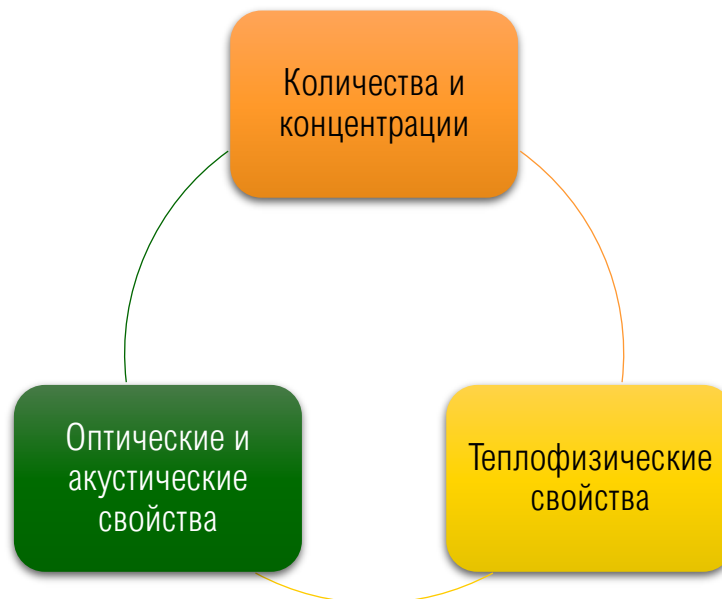 Количества и
концентрации
Оптические и
акустические
свойства
Теплофизические
свойства